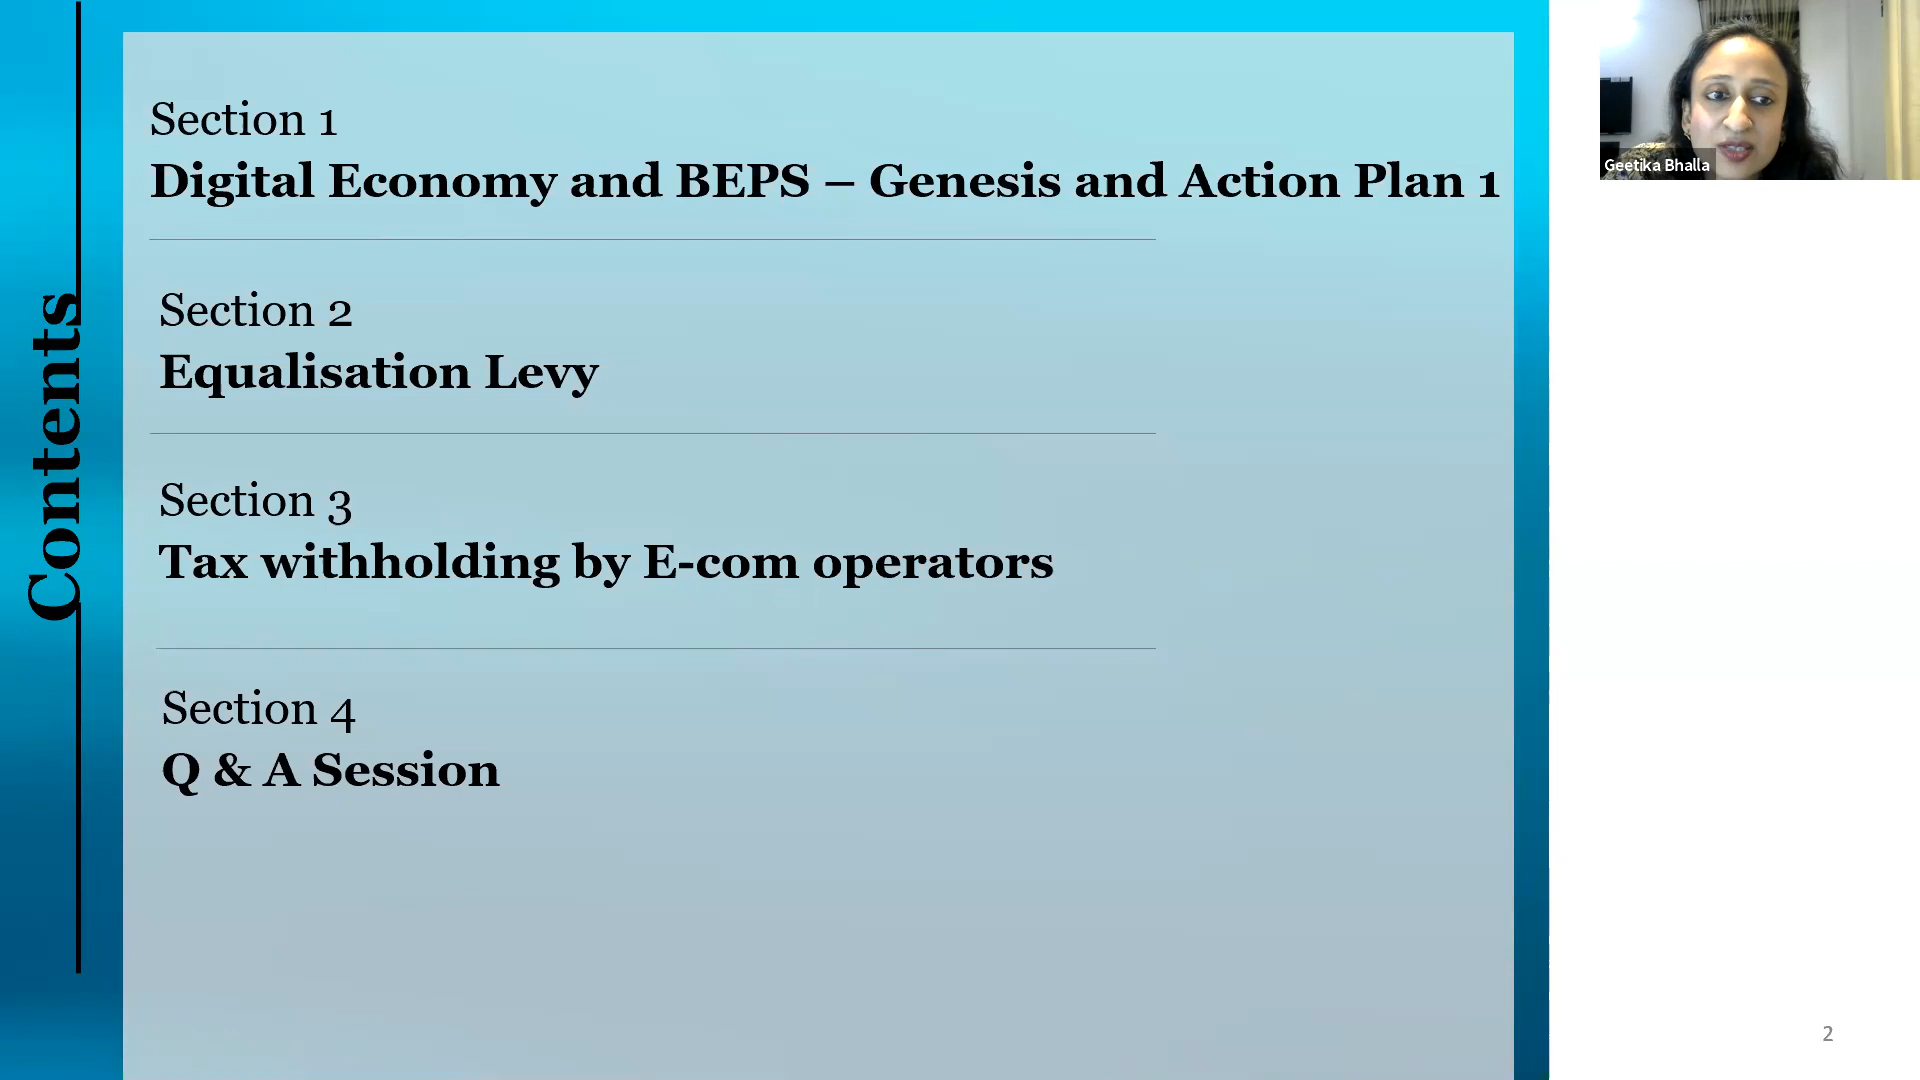 Contents
Section 1
Digital Economy and BEPS – Genesis and Action Plan 1
Section 2
Equalisation Levy
Section 3
Tax withholding by E-com operators
Section 4
Q & A Session
Geetika Bhalla
2